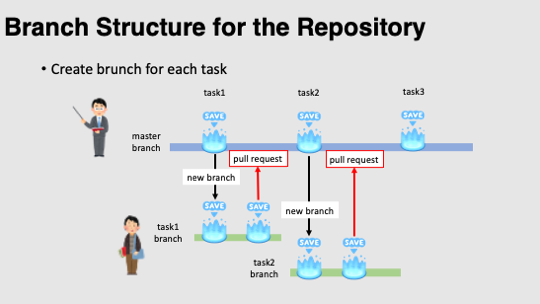 Branch Structure for the Repository
• Create brunch for each task
task1
task2
task3
SAVE
SAVE
SAVE
master
branch
pull request
pull request
new branch
new branch
SAVE
SAVE
task1
branch
SAVE
SAVE
task2
branch